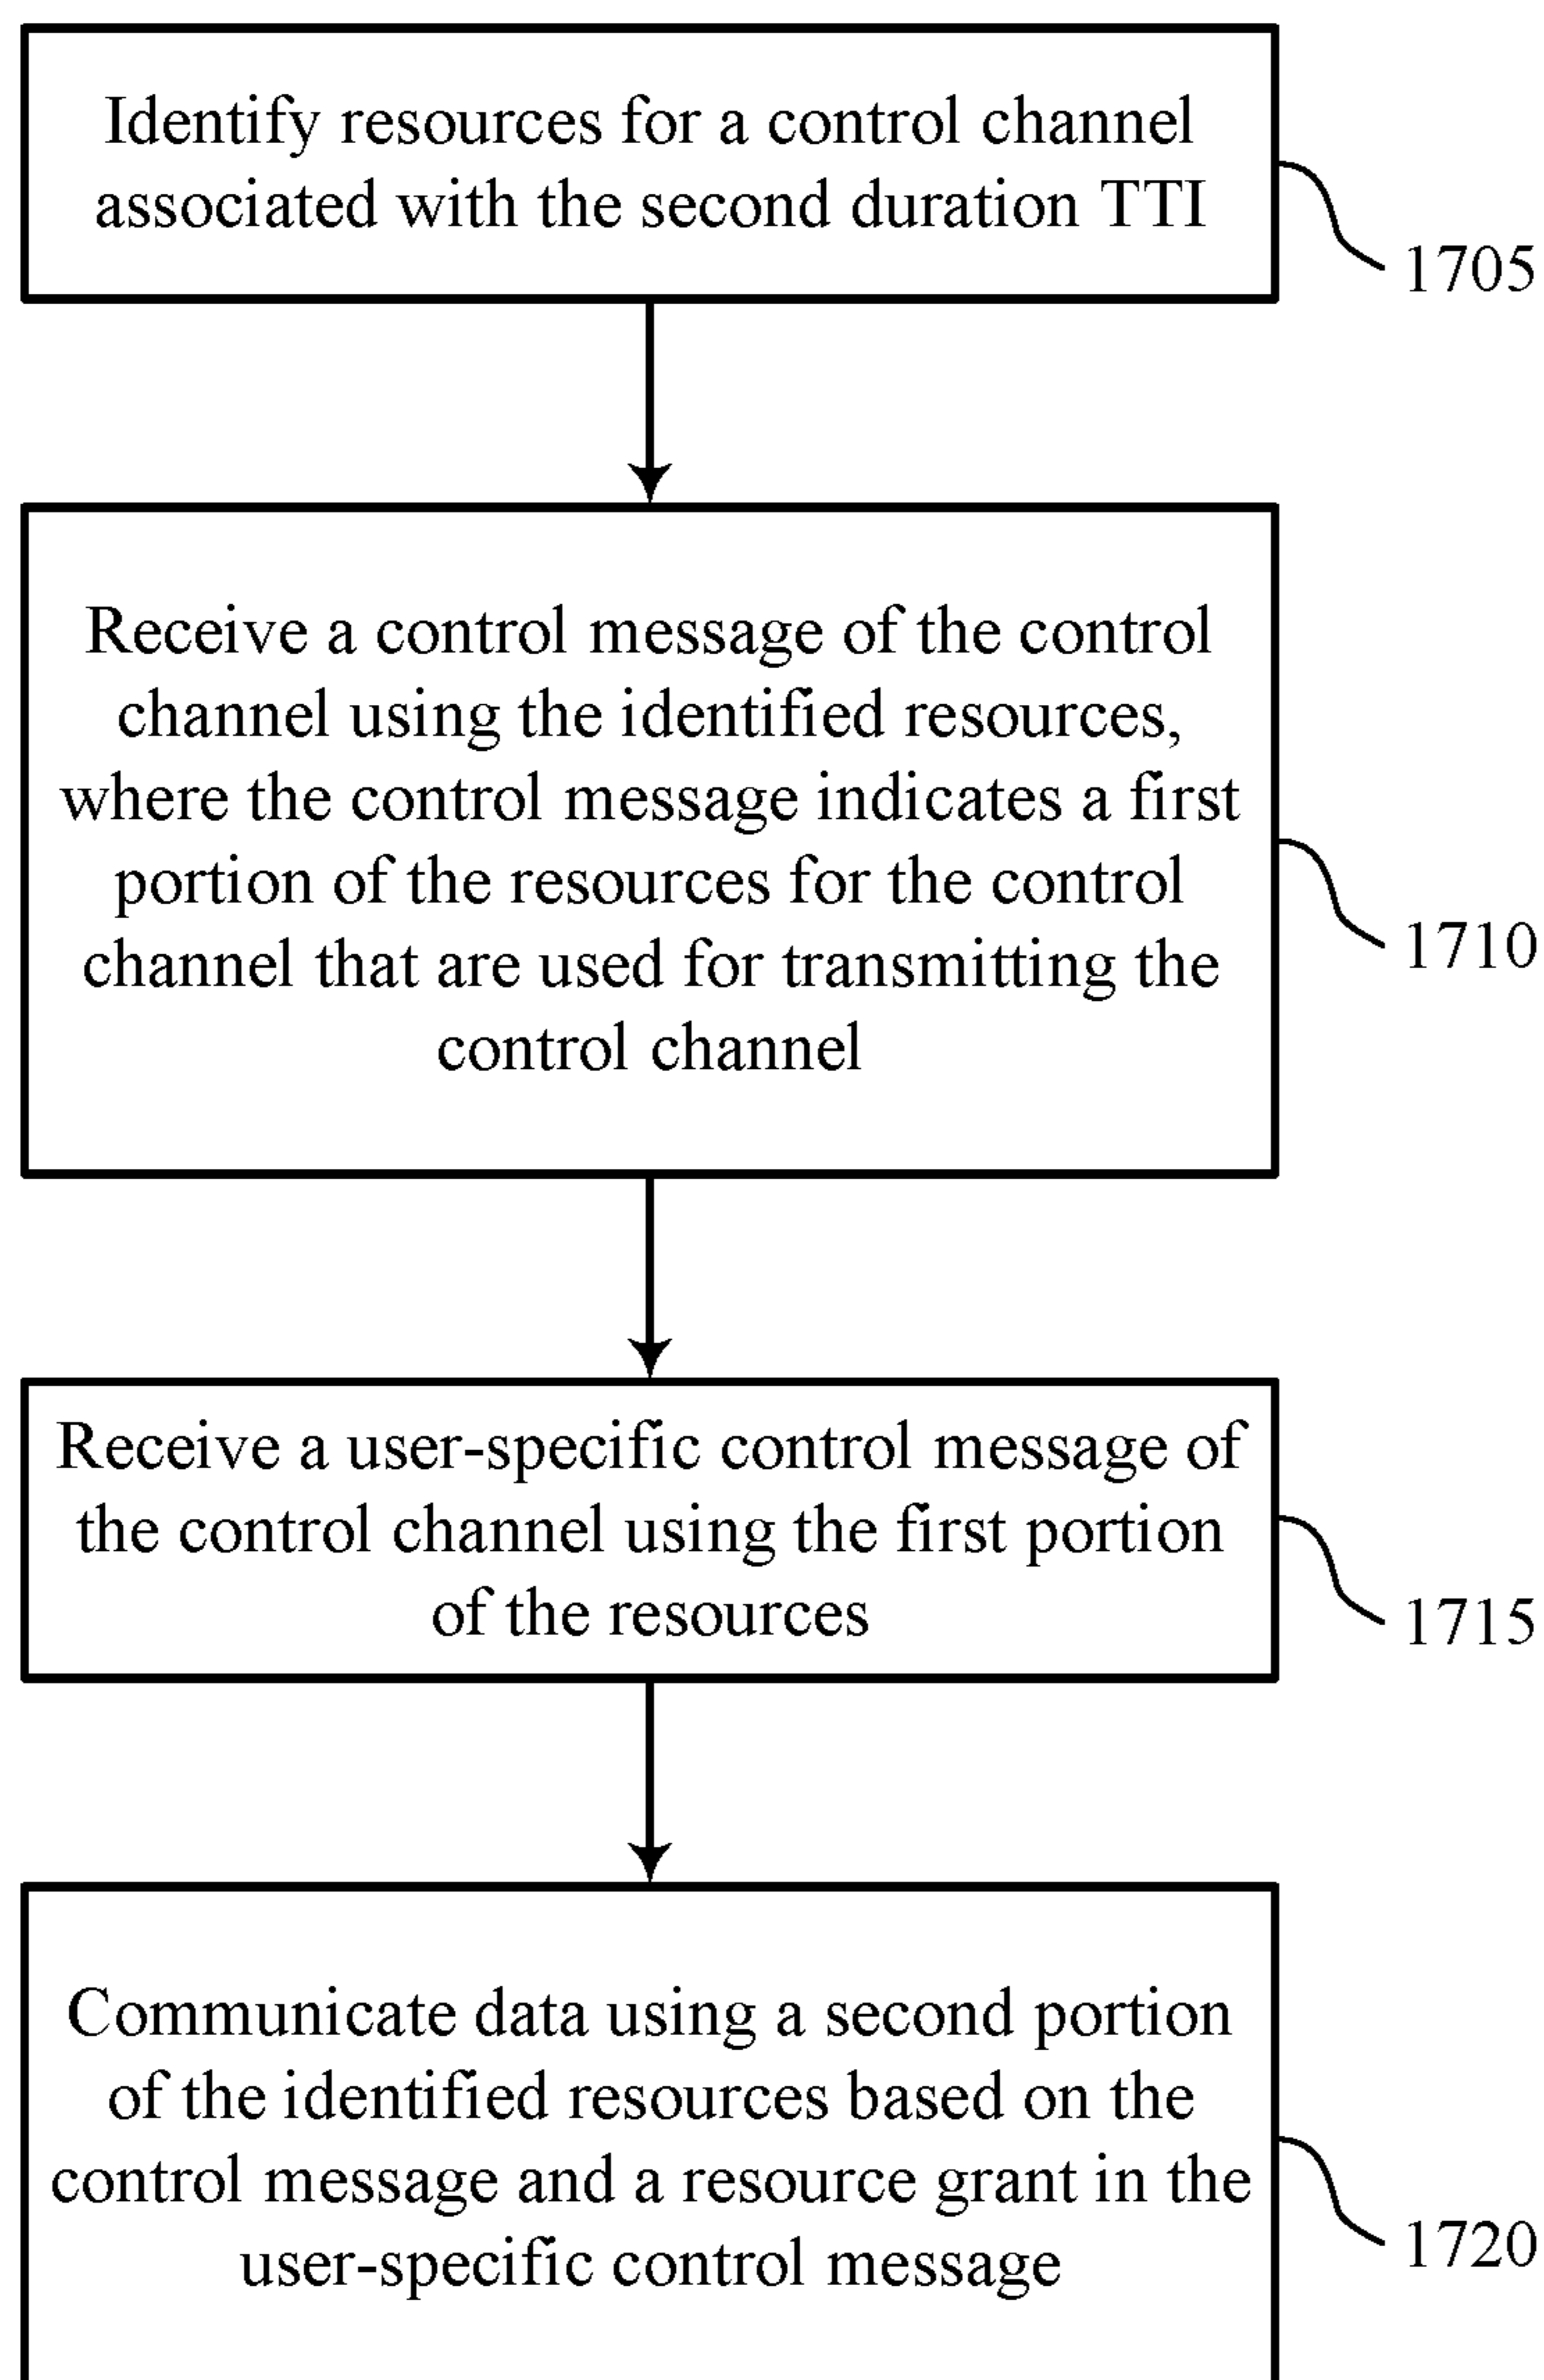 Identify resources for a control channel
associated with the second duration TTI
1705
Receive a control message of the control
channel using the identified resources,
where the control message indicates a first
portion of the resources for the control
channel that are used for transmitting the
control channel
1710
Receive a user-specific control message of
the control channel using the first portion
of the resources
1715
Communicate data using a second portion
of the identified resources based on the
control message and a resource grant in the
user-specific control message
1720